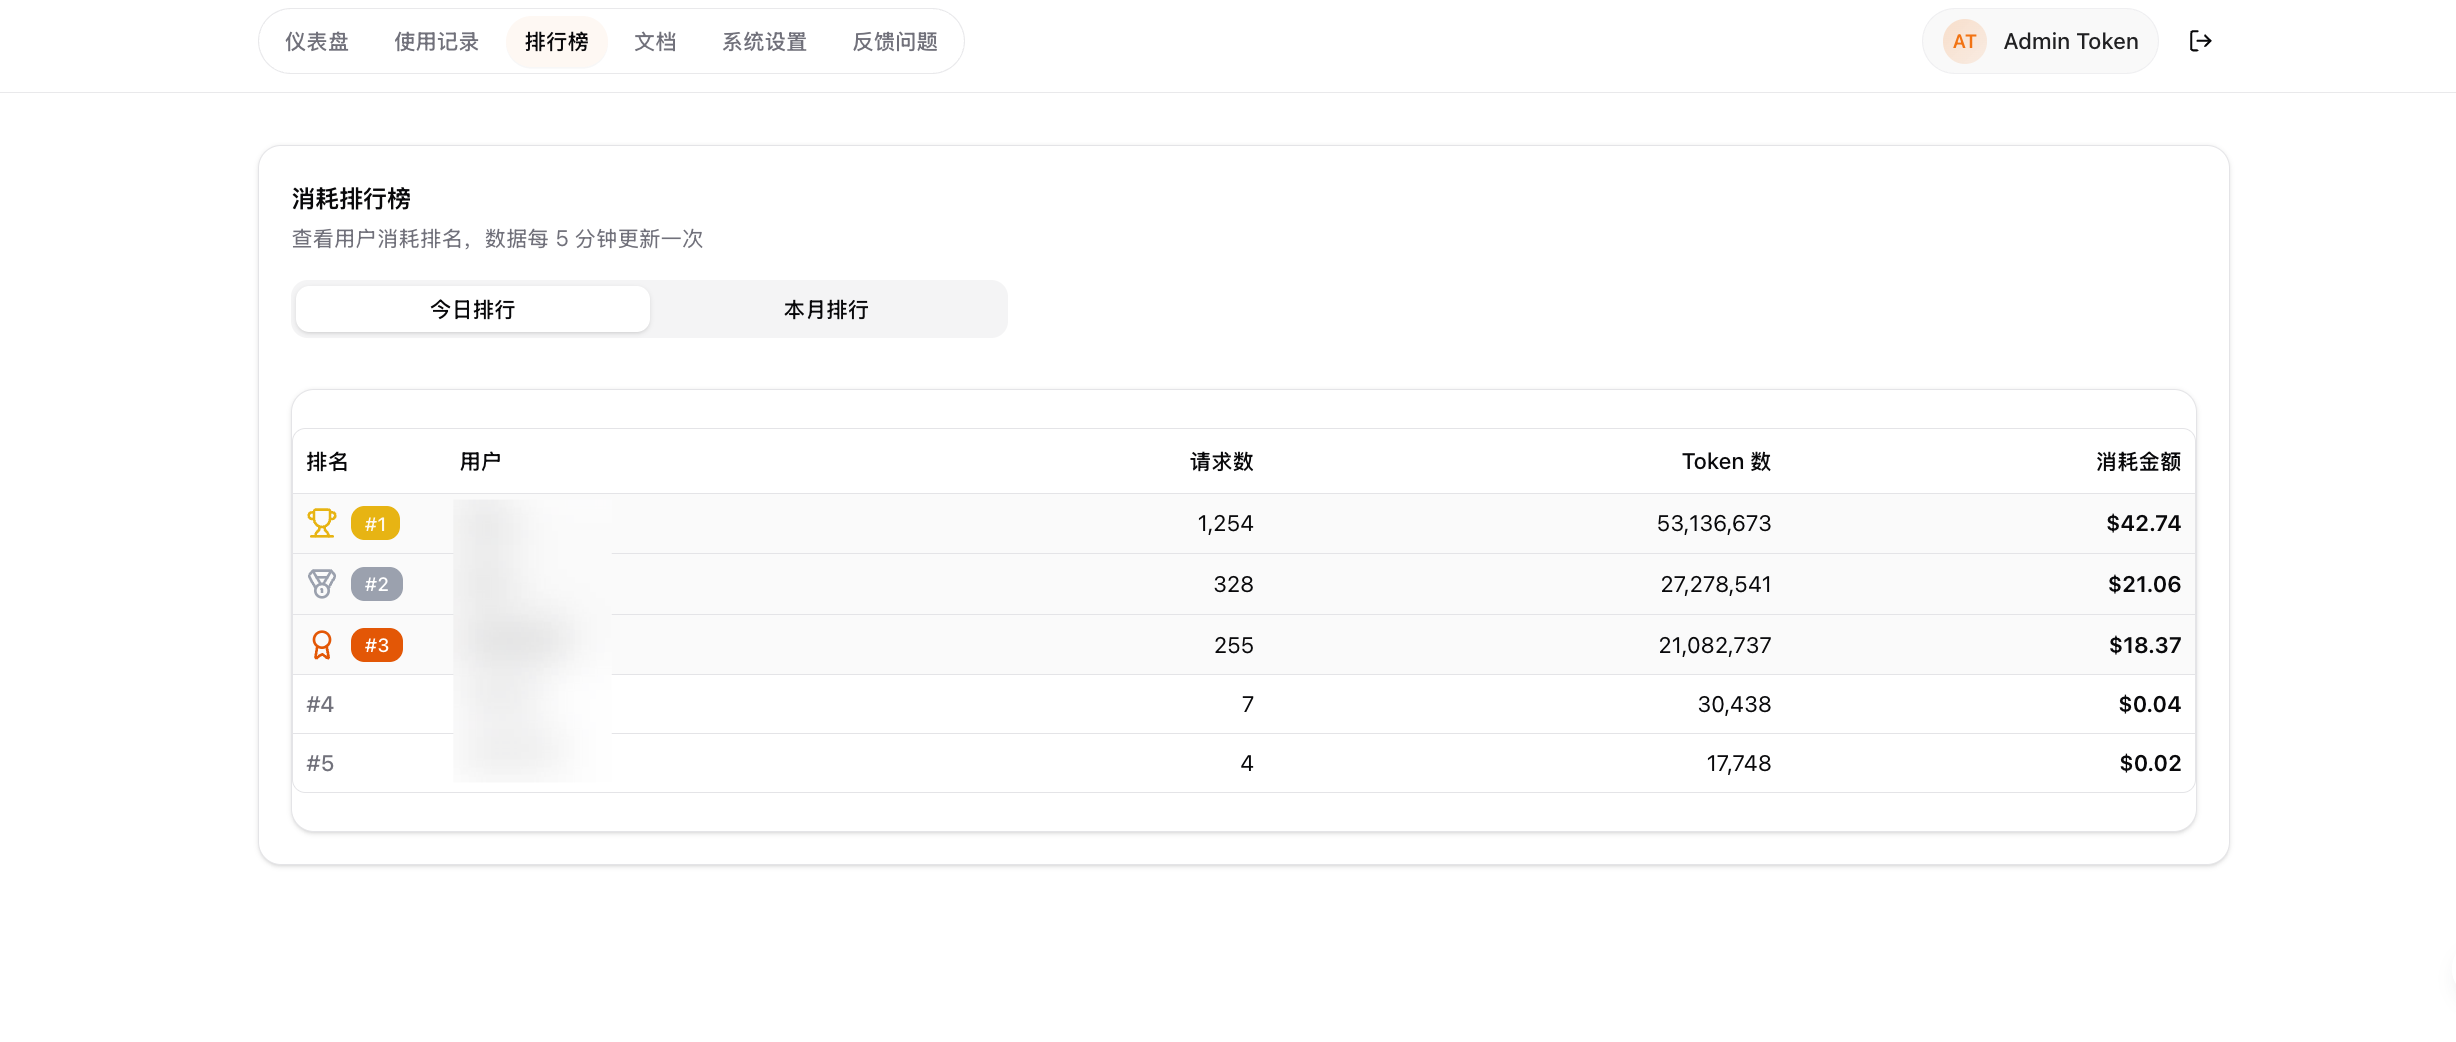 仪表盘 使用记录 排行榜 文档 系统设置 反馈问题 AT Admin Token
消耗排行榜
查看用户消耗排名，数据每 5 分钟更新一次
今日排行 本月排行
排名 用户 请求数 Token 数 消耗金额
#1 1,254 53,136,673 $42.74
#2 328 27,278,541 $21.06
#3 255 21,082,737 $18.37
#4 7 30,438 $0.04
#5 4 17,748 $0.02